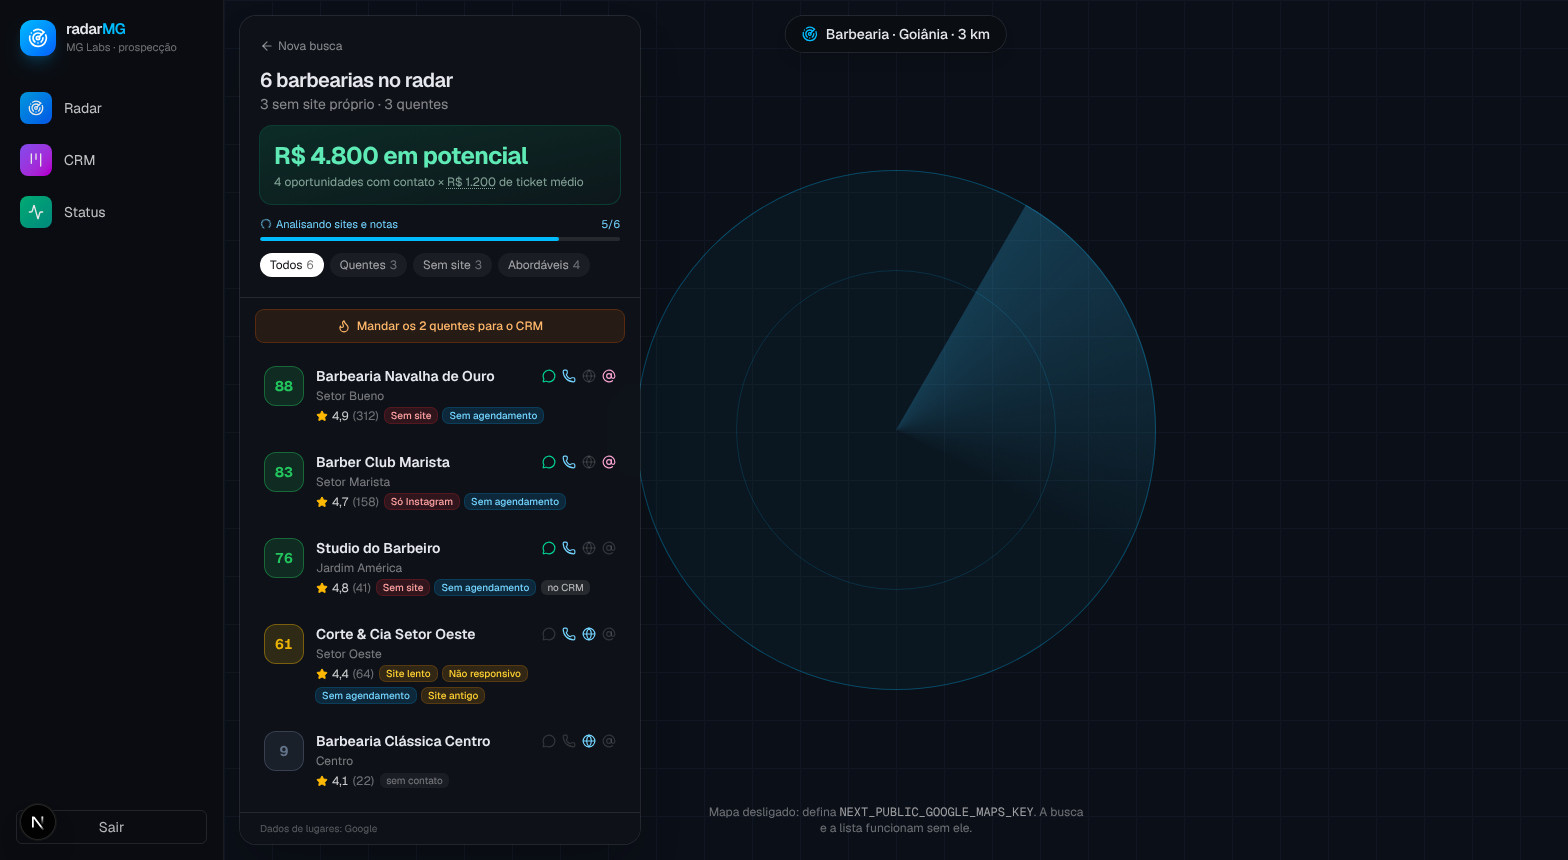 radarMG
MG Labs · prospecção
Radar
CRM
Status
N
Sair
Nova busca
6 barbearias no radar
3 sem site próprio · 3 quentes
R$ 4.800 em potencial
4 oportunidades com contato × R$ 1.200 de ticket médio
Analisando sites e notas 5/6
Todos 6 Quentes 3 Sem site 3 Abordáveis 4
Mandar os 2 quentes para o CRM
88 Barbearia Navalha de Ouro
Setor Bueno
4,9 (312) Sem site Sem agendamento
83 Barber Club Marista
Setor Marista
4,7 (158) Só Instagram Sem agendamento
76 Studio do Barbeiro
Jardim América
4,8 (41) Sem site Sem agendamento no CRM
61 Corte & Cia Setor Oeste
Setor Oeste
4,4 (64) Site lento Não responsivo
Sem agendamento Site antigo
9 Barbearia Clássica Centro
Centro
4,1 (22) sem contato
Dados de lugares: Google
Barbearia · Goiânia · 3 km
Mapa desligado: defina NEXT_PUBLIC_GOOGLE_MAPS_KEY. A busca
e a lista funcionam sem ele.